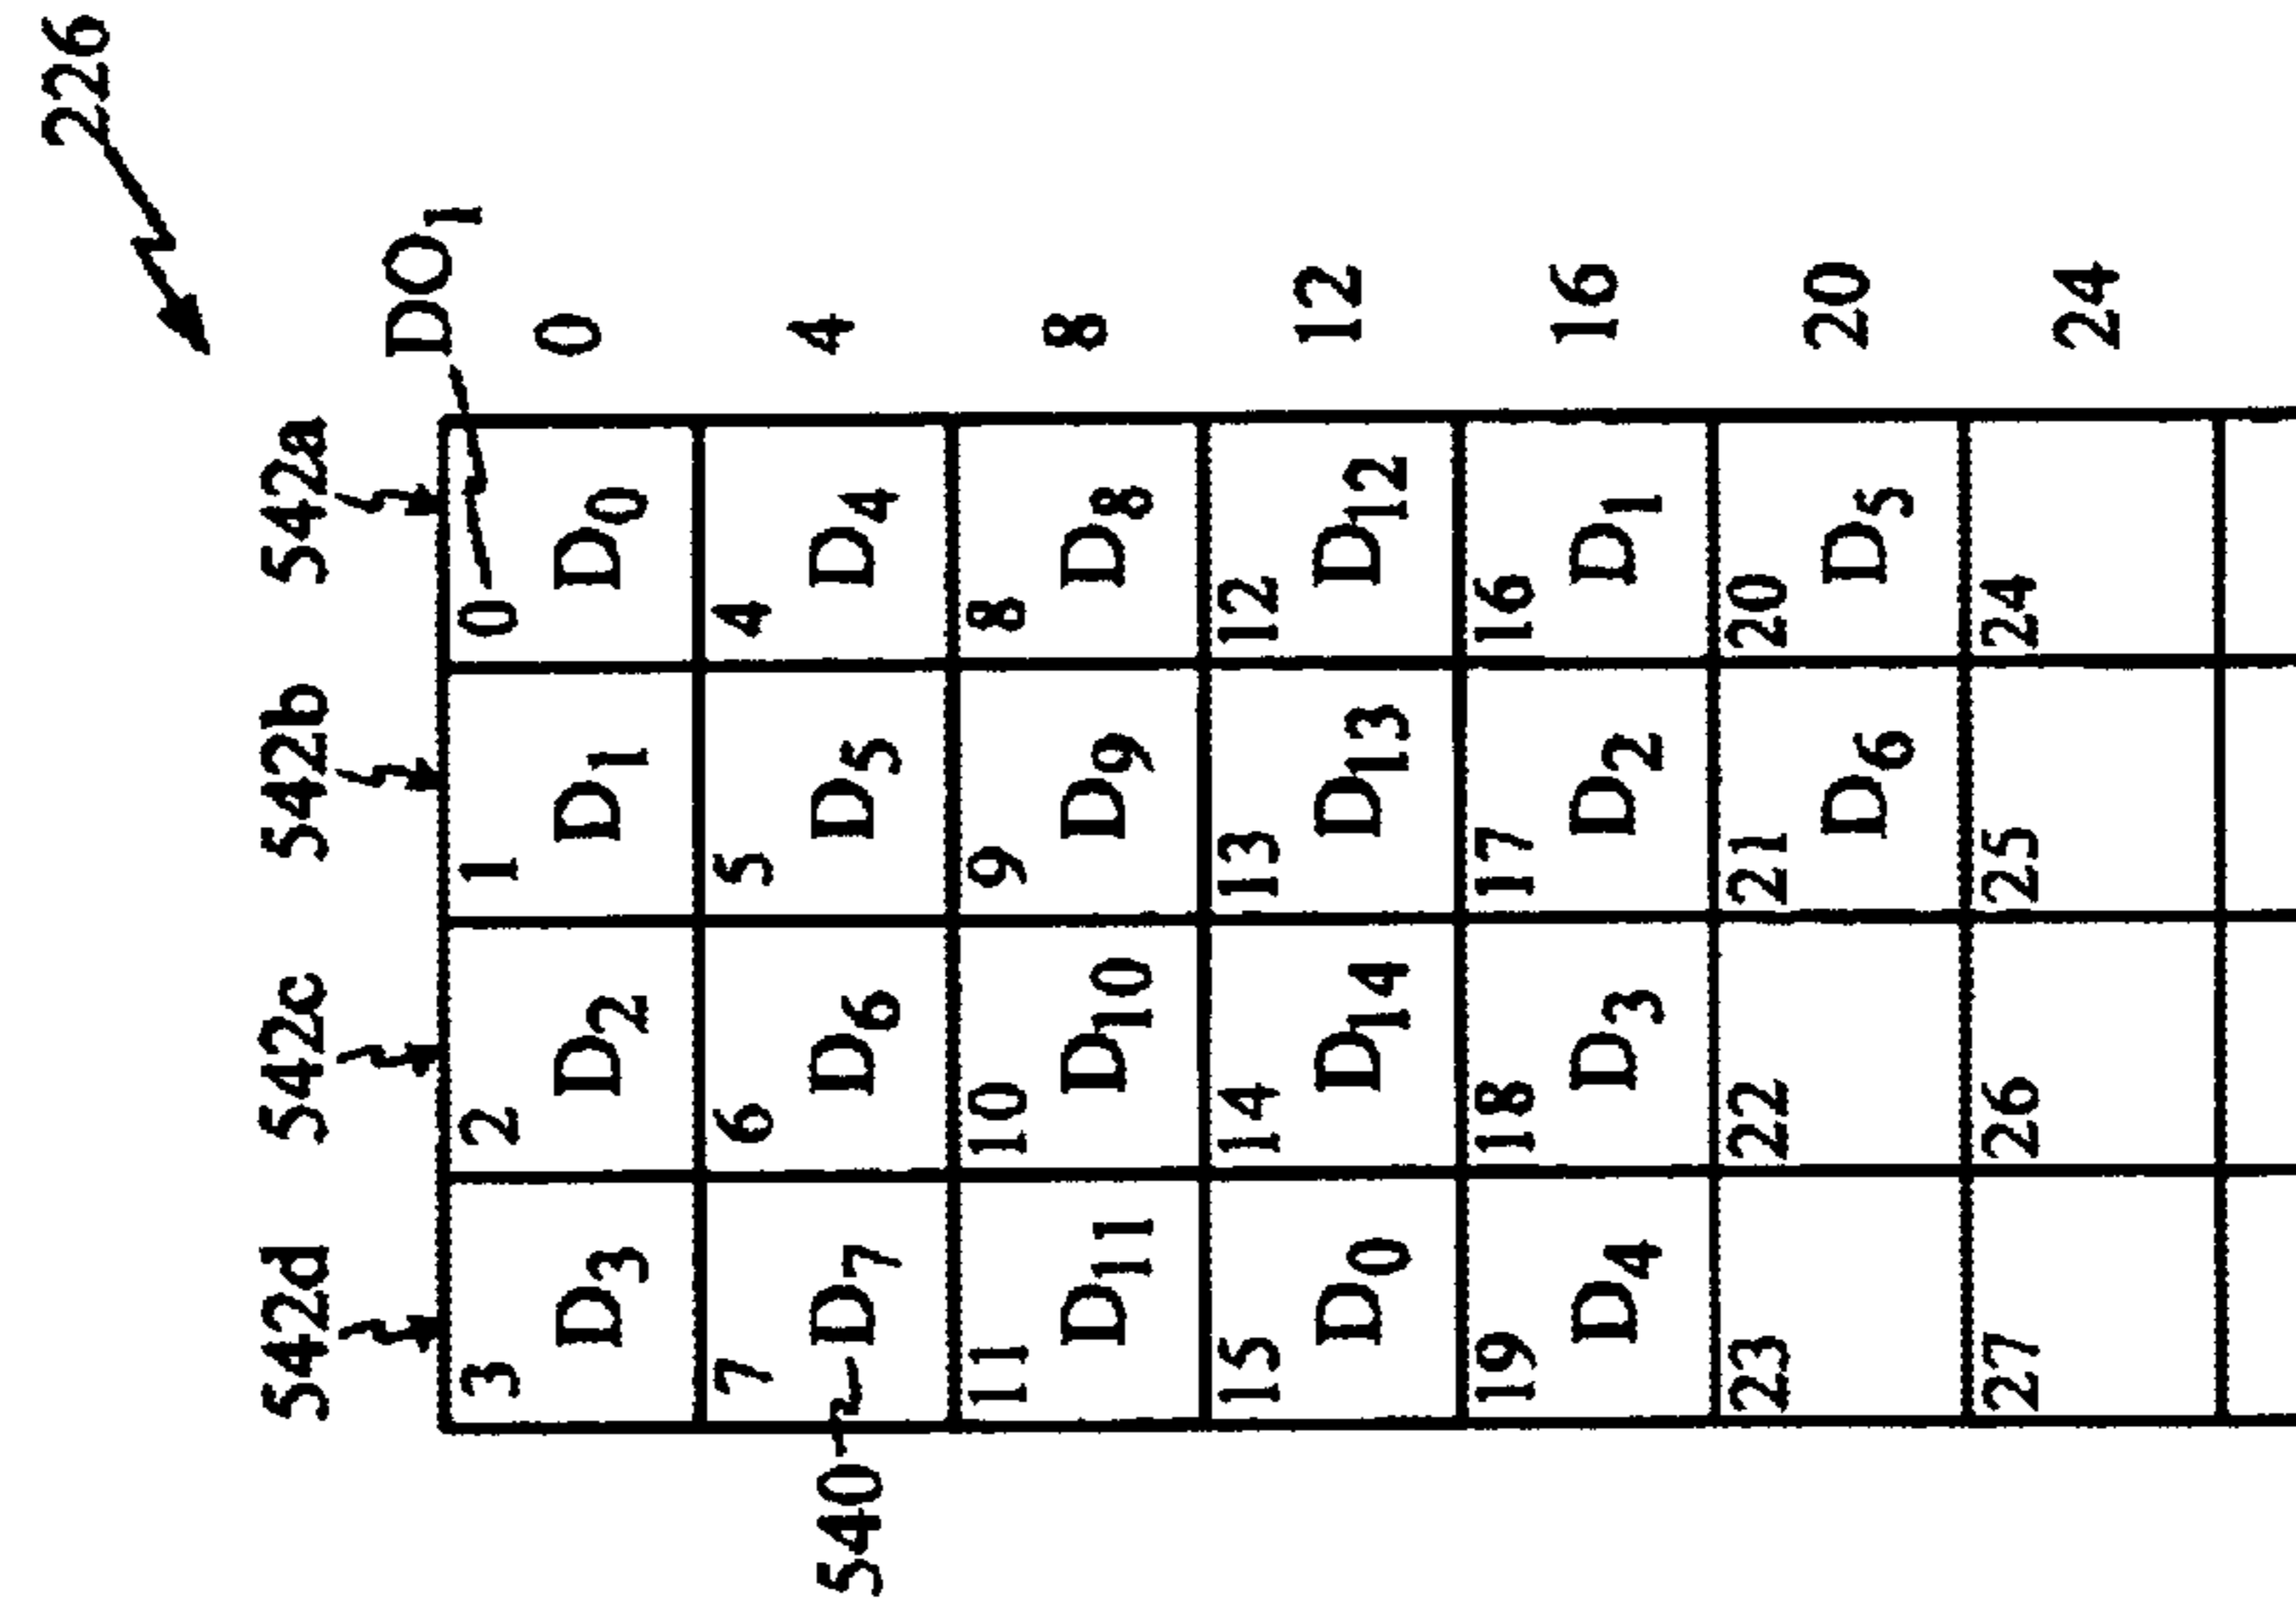 226
542d 542c 542b 542a
DO1
3 2 1 0
D3 D2 D1 D0 0
7 6 5 4
540 D7 D6 D5 D4 4
11 10 9 8
D11 D10 D9 D8 8
15 14 13 12
D0 D14 D13 D12 12
19 18 17 16
D4 D3 D2 D1 16
23 22 21 20
D6 D5 20
27 26 25 24
24